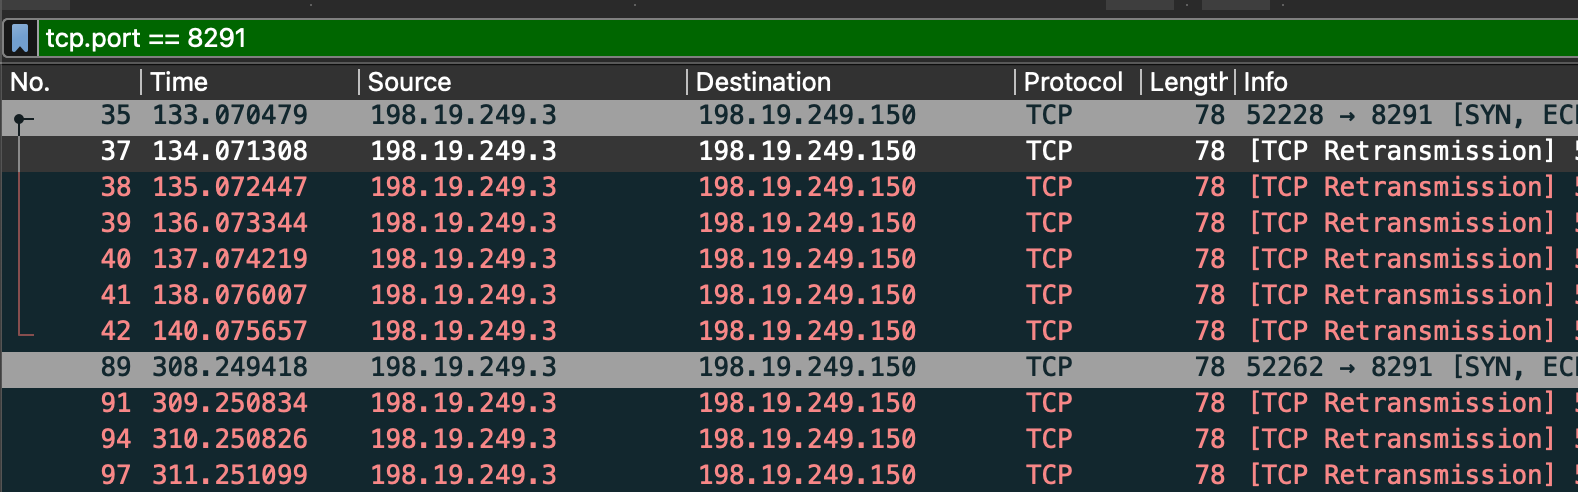 tcp.port == 8291
No. Time Source Destination Protocol Length Info
35 133.070479 198.19.249.3 198.19.249.150 TCP 78 52228 → 8291 [SYN, EC
37 134.071308 198.19.249.3 198.19.249.150 TCP 78 [TCP Retransmission]
38 135.072447 198.19.249.3 198.19.249.150 TCP 78 [TCP Retransmission]
39 136.073344 198.19.249.3 198.19.249.150 TCP 78 [TCP Retransmission]
40 137.074219 198.19.249.3 198.19.249.150 TCP 78 [TCP Retransmission]
41 138.076007 198.19.249.3 198.19.249.150 TCP 78 [TCP Retransmission]
42 140.075657 198.19.249.3 198.19.249.150 TCP 78 [TCP Retransmission]
89 308.249418 198.19.249.3 198.19.249.150 TCP 78 52262 → 8291 [SYN, EC
91 309.250834 198.19.249.3 198.19.249.150 TCP 78 [TCP Retransmission]
94 310.250826 198.19.249.3 198.19.249.150 TCP 78 [TCP Retransmission]
97 311.251099 198.19.249.3 198.19.249.150 TCP 78 [TCP Retransmission]